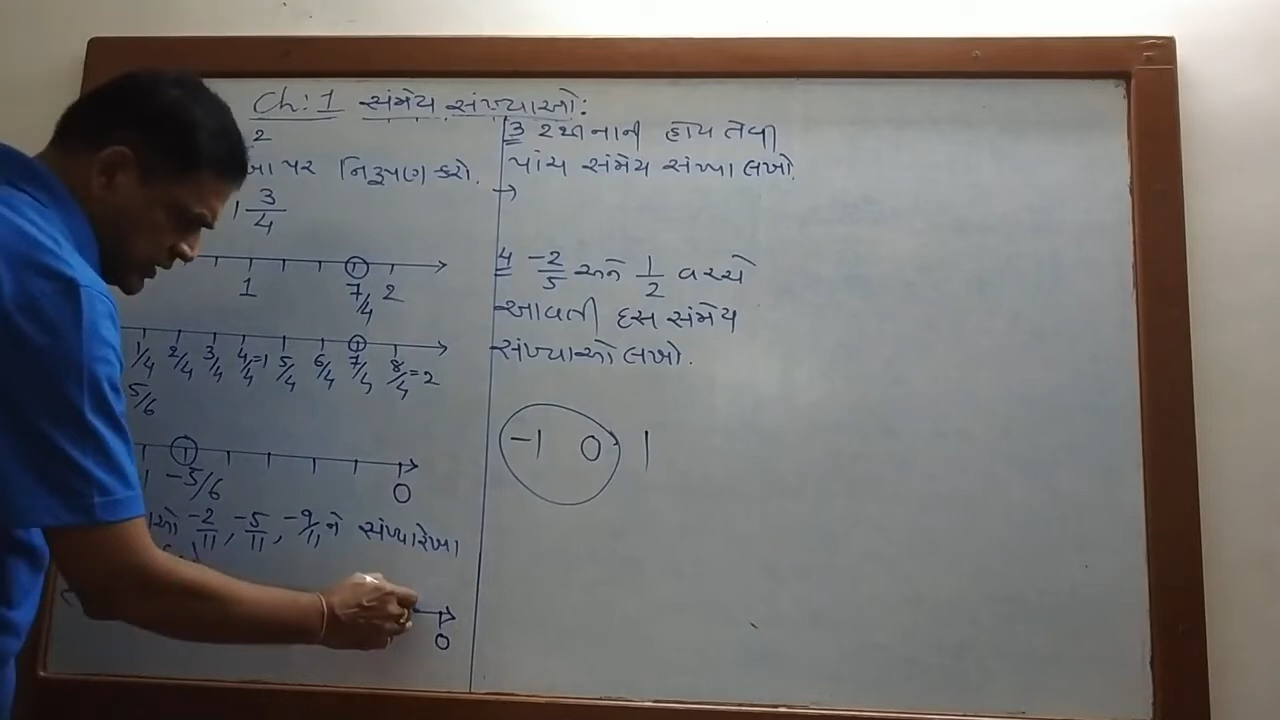 Ch: 1 સંમેય સંખ્યાઓ:
2
પર નિરૂપણ કરો.
1 3/4
1 7/4 2
1/4 2/4 3/4 4/4=1 5/4 6/4 7/4 8/4=2
5/6
1 -5/6 0
-2/11, -5/11, -9/11 ને સંખ્યારેખા
0
3 2 થી નાની હોય તેવી
પાંચ સંમેય સંખ્યા લખો.
→
4 -2/5 અને 1/2 વચ્ચે
આવતી દસ સંમેય
સંખ્યાઓ લખો.
-1 0 1